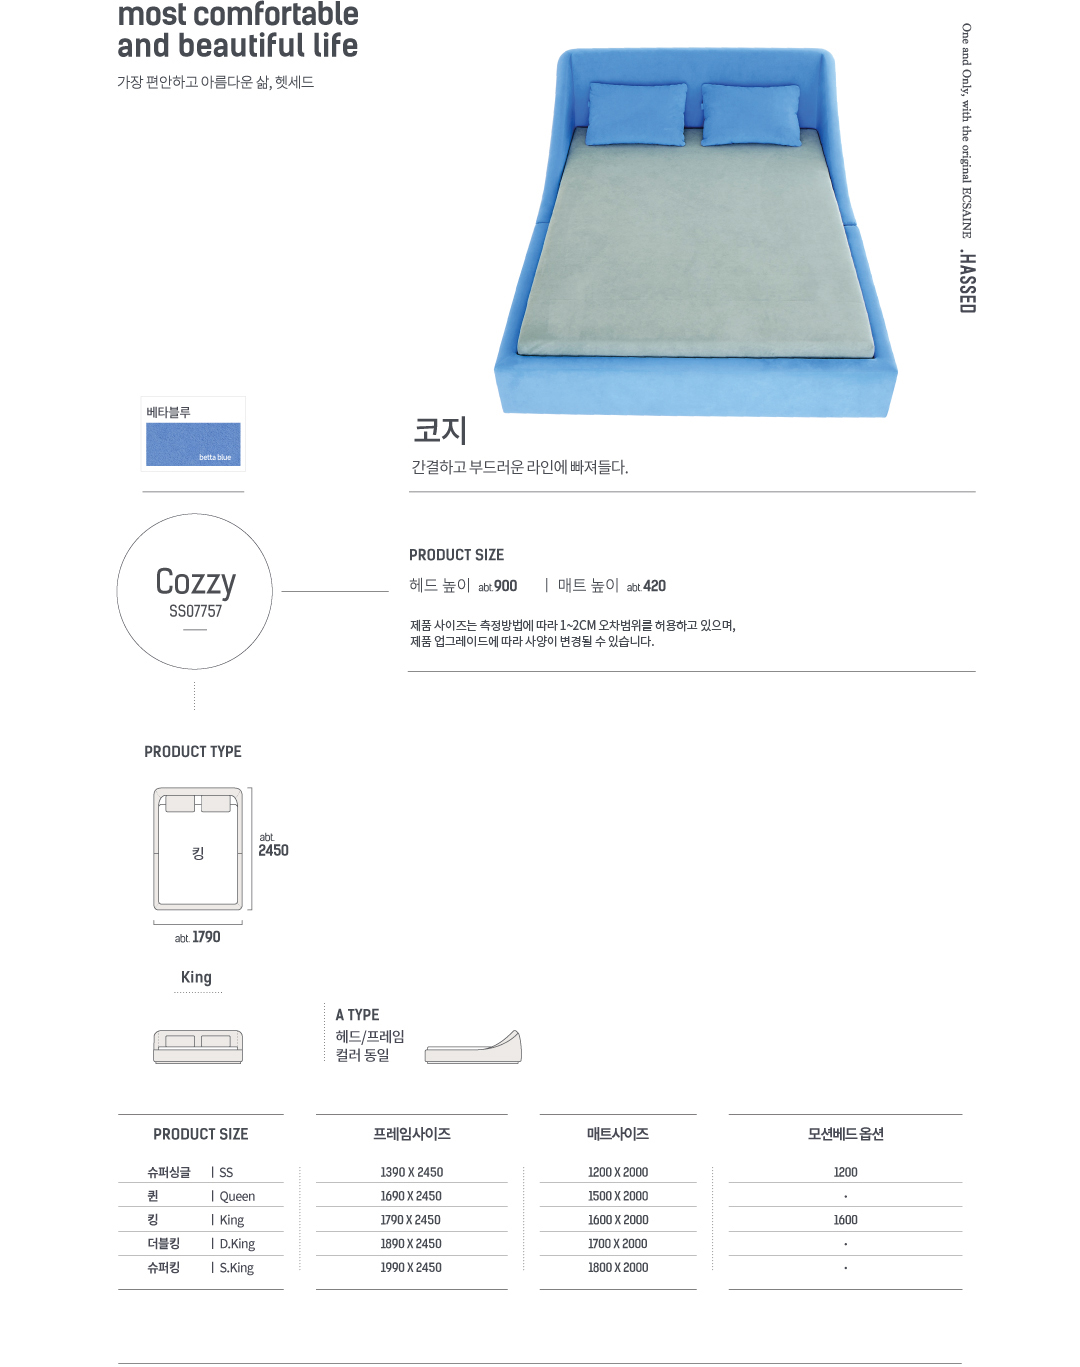 most comfortable
and beautiful life
가장 편안하고 아름다운 삶, 헷세드
One and Only, with the original ECSAINE .HASSED
베타블루
betta blue
코지
간결하고 부드러운 라인에 빠져들다.
Cozzy
SS07757
PRODUCT SIZE
헤드 높이 abt.900 | 매트 높이 abt.420
제품 사이즈는 측정방법에 따라 1~2CM 오차범위를 허용하고 있으며,
제품 업그레이드에 따라 사양이 변경될 수 있습니다.
PRODUCT TYPE
킹
abt.
2450
abt. 1790
King
A TYPE
헤드/프레임
컬러 동일
PRODUCT SIZE 프레임사이즈 매트사이즈 모션베드 옵션
슈퍼싱글 | SS 1390 X 2450 1200 X 2000 1200
퀸 | Queen 1690 X 2450 1500 X 2000 -
킹 | King 1790 X 2450 1600 X 2000 1600
더블킹 | D.King 1890 X 2450 1700 X 2000 -
슈퍼킹 | S.King 1990 X 2450 1800 X 2000 -